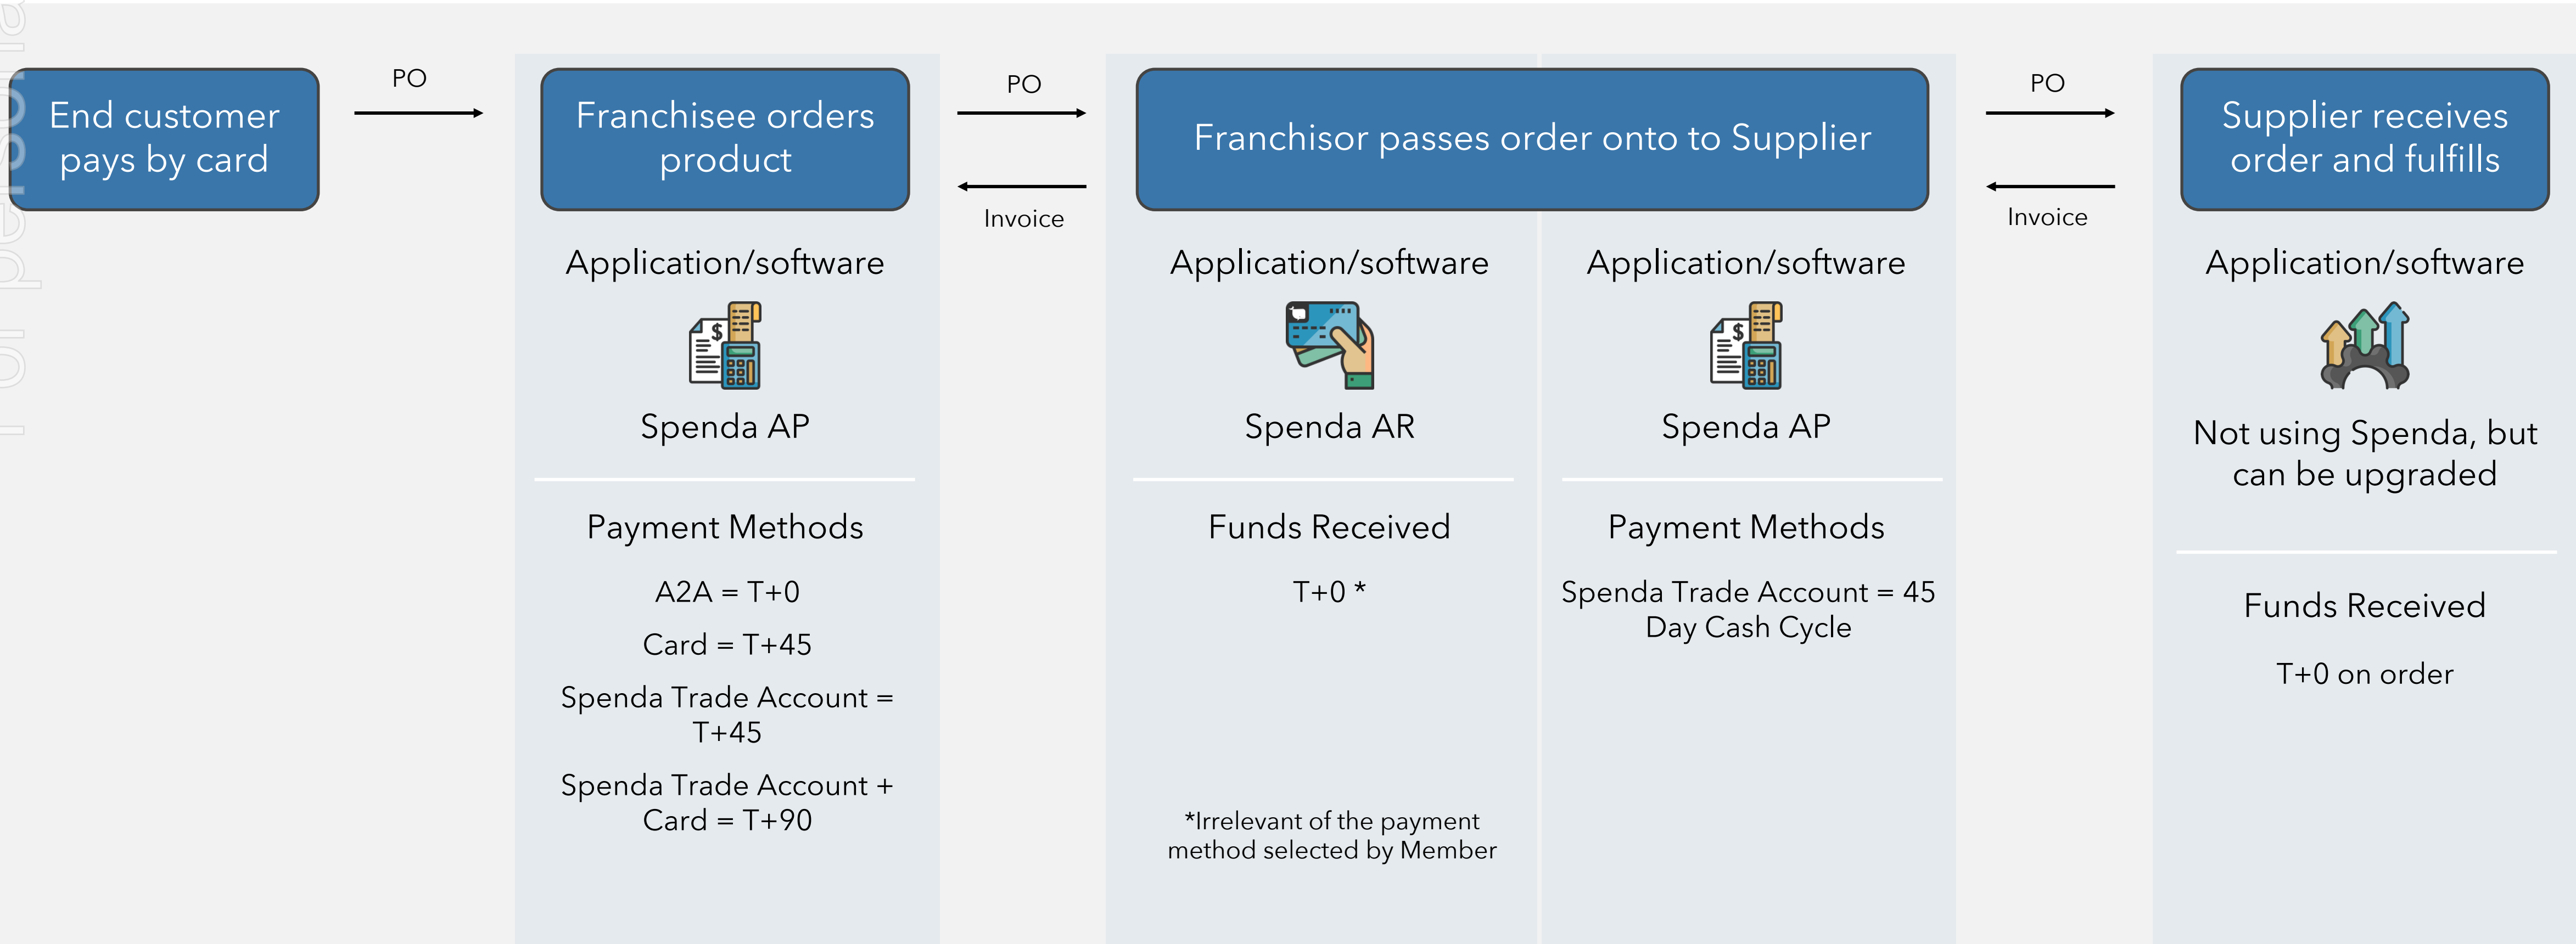 End customer
pays by card
PO
Franchisee orders
product
PO
Invoice
Franchisor passes order onto to Supplier
PO
Invoice
Supplier receives
order and fulfills
Application/software
$
Spenda AP
Payment Methods
A2A = T+0
Card = T+45
Spenda Trade Account =
T+45
Spenda Trade Account +
Card = T+90
Application/software
Spenda AR
Funds Received
T+0 *
*Irrelevant of the payment
method selected by Member
Application/software
$
Spenda AP
Payment Methods
Spenda Trade Account = 45
Day Cash Cycle
Application/software
Not using Spenda, but
can be upgraded
Funds Received
T+0 on order